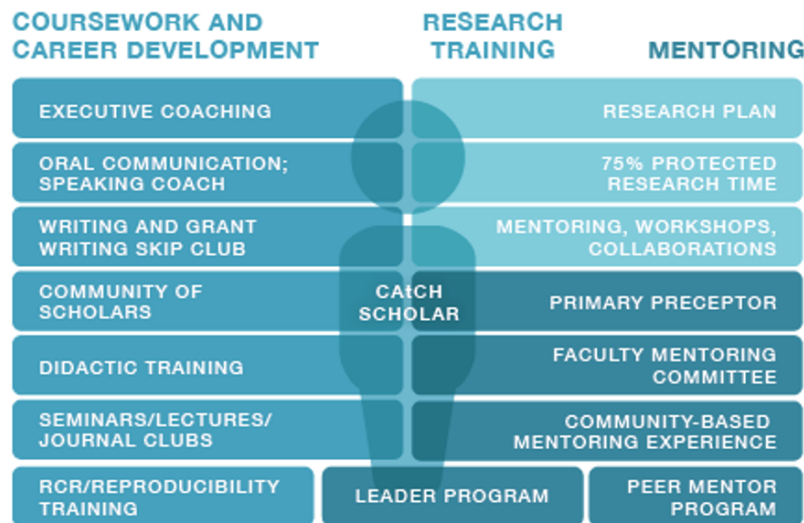 COURSEWORK AND
CAREER DEVELOPMENT
RESEARCH
TRAINING
MENTORING
EXECUTIVE COACHING
RESEARCH PLAN
ORAL COMMUNICATION;
SPEAKING COACH
75% PROTECTED
RESEARCH TIME
WRITING AND GRANT
WRITING SKIP CLUB
MENTORING, WORKSHOPS,
COLLABORATIONS
COMMUNITY OF
SCHOLARS
CAtCH
SCHOLAR
PRIMARY PRECEPTOR
DIDACTIC TRAINING
FACULTY MENTORING
COMMITTEE
SEMINARS/LECTURES/
JOURNAL CLUBS
COMMUNITY-BASED
MENTORING EXPERIENCE
RCR/REPRODUCIBILITY
TRAINING
LEADER PROGRAM
PEER MENTOR
PROGRAM